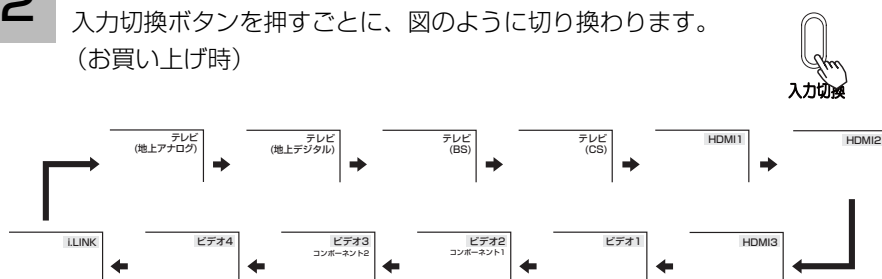 2
入力切換ボタンを押すごとに、図のように切り換わります。
（お買い上げ時）
入力切換
テレビ
(地上アナログ)
テレビ
(地上デジタル)
テレビ
(BS)
テレビ
(CS)
HDMI1
HDMI2
i.LINK
ビデオ4
ビデオ3
コンポーネント2
ビデオ2
コンポーネント1
ビデオ1
HDMI3